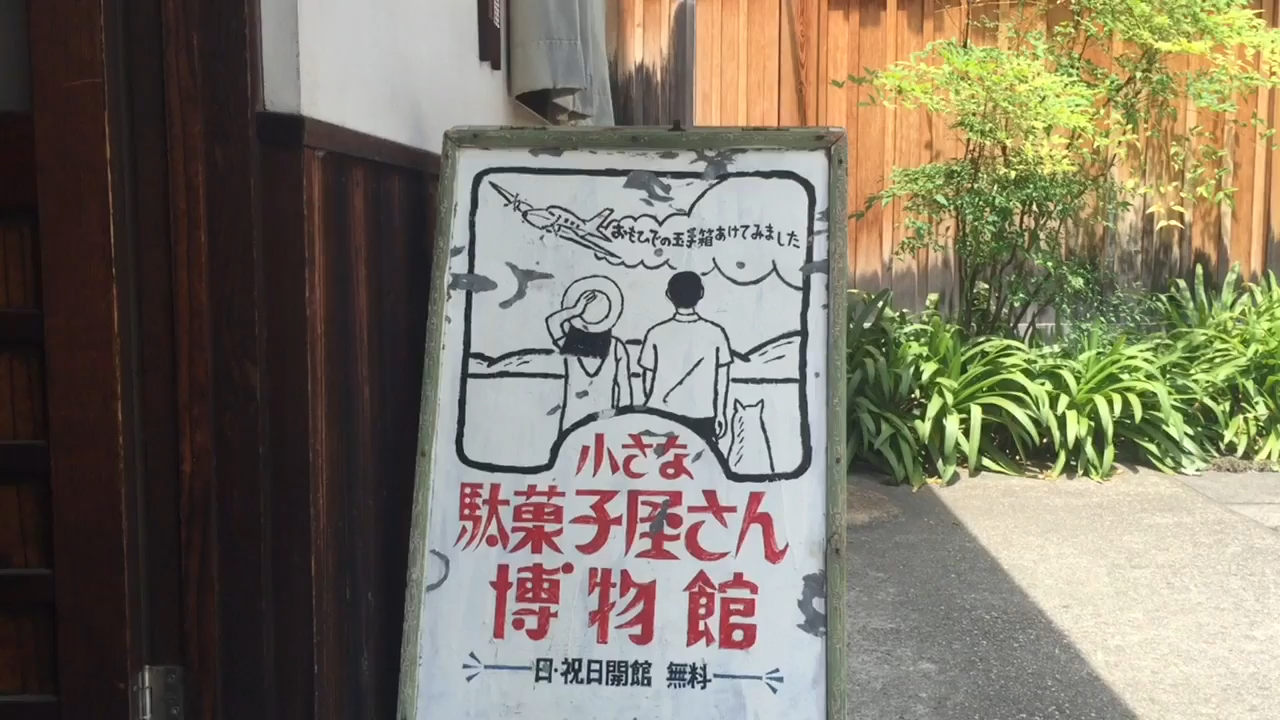 おもひでの玉手箱あけてみました
小さな
駄菓子屋さん
博物館
日・祝日開館 無料